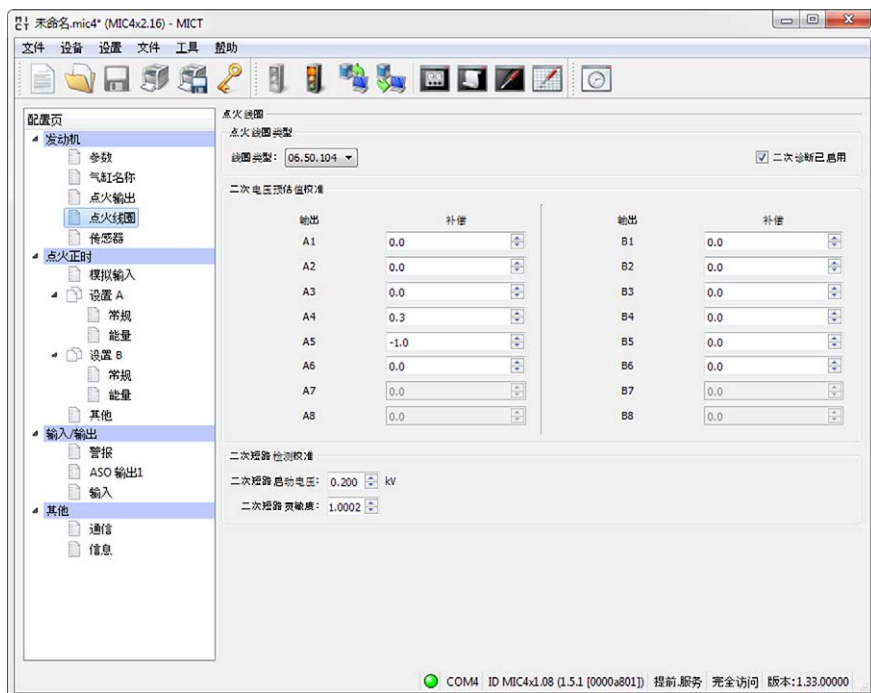 未命名.mic4* (MIC4x2.16) - MICT
文件 设备 设置 文件 工具 帮助
配置页
发动机
参数
气缸名称
点火输出
点火线圈
传感器
点火正时
模拟输入
设置 A
常规
能量
设置 B
常规
能量
其他
输入/输出
警报
ASO 输出1
输入
其他
通信
信息
点火线圈
点火线圈类型
线圈类型: 06.50.104 二次诊断已启用
二次电压预估值校准
输出 补偿 输出 补偿
A1 0.0 B1 0.0
A2 0.0 B2 0.0
A3 0.0 B3 0.0
A4 0.3 B4 0.0
A5 -1.0 B5 0.0
A6 0.0 B6 0.0
A7 0.0 B7 0.0
A8 0.0 B8 0.0
二次短路检测校准
二次短路启动电压: 0.200 kV
二次短路灵敏度: 1.0002
COM4 ID MIC4x1.08 (1.5.1 [0000a801]) 提前.服务 完全访问 版本:1.33.00000